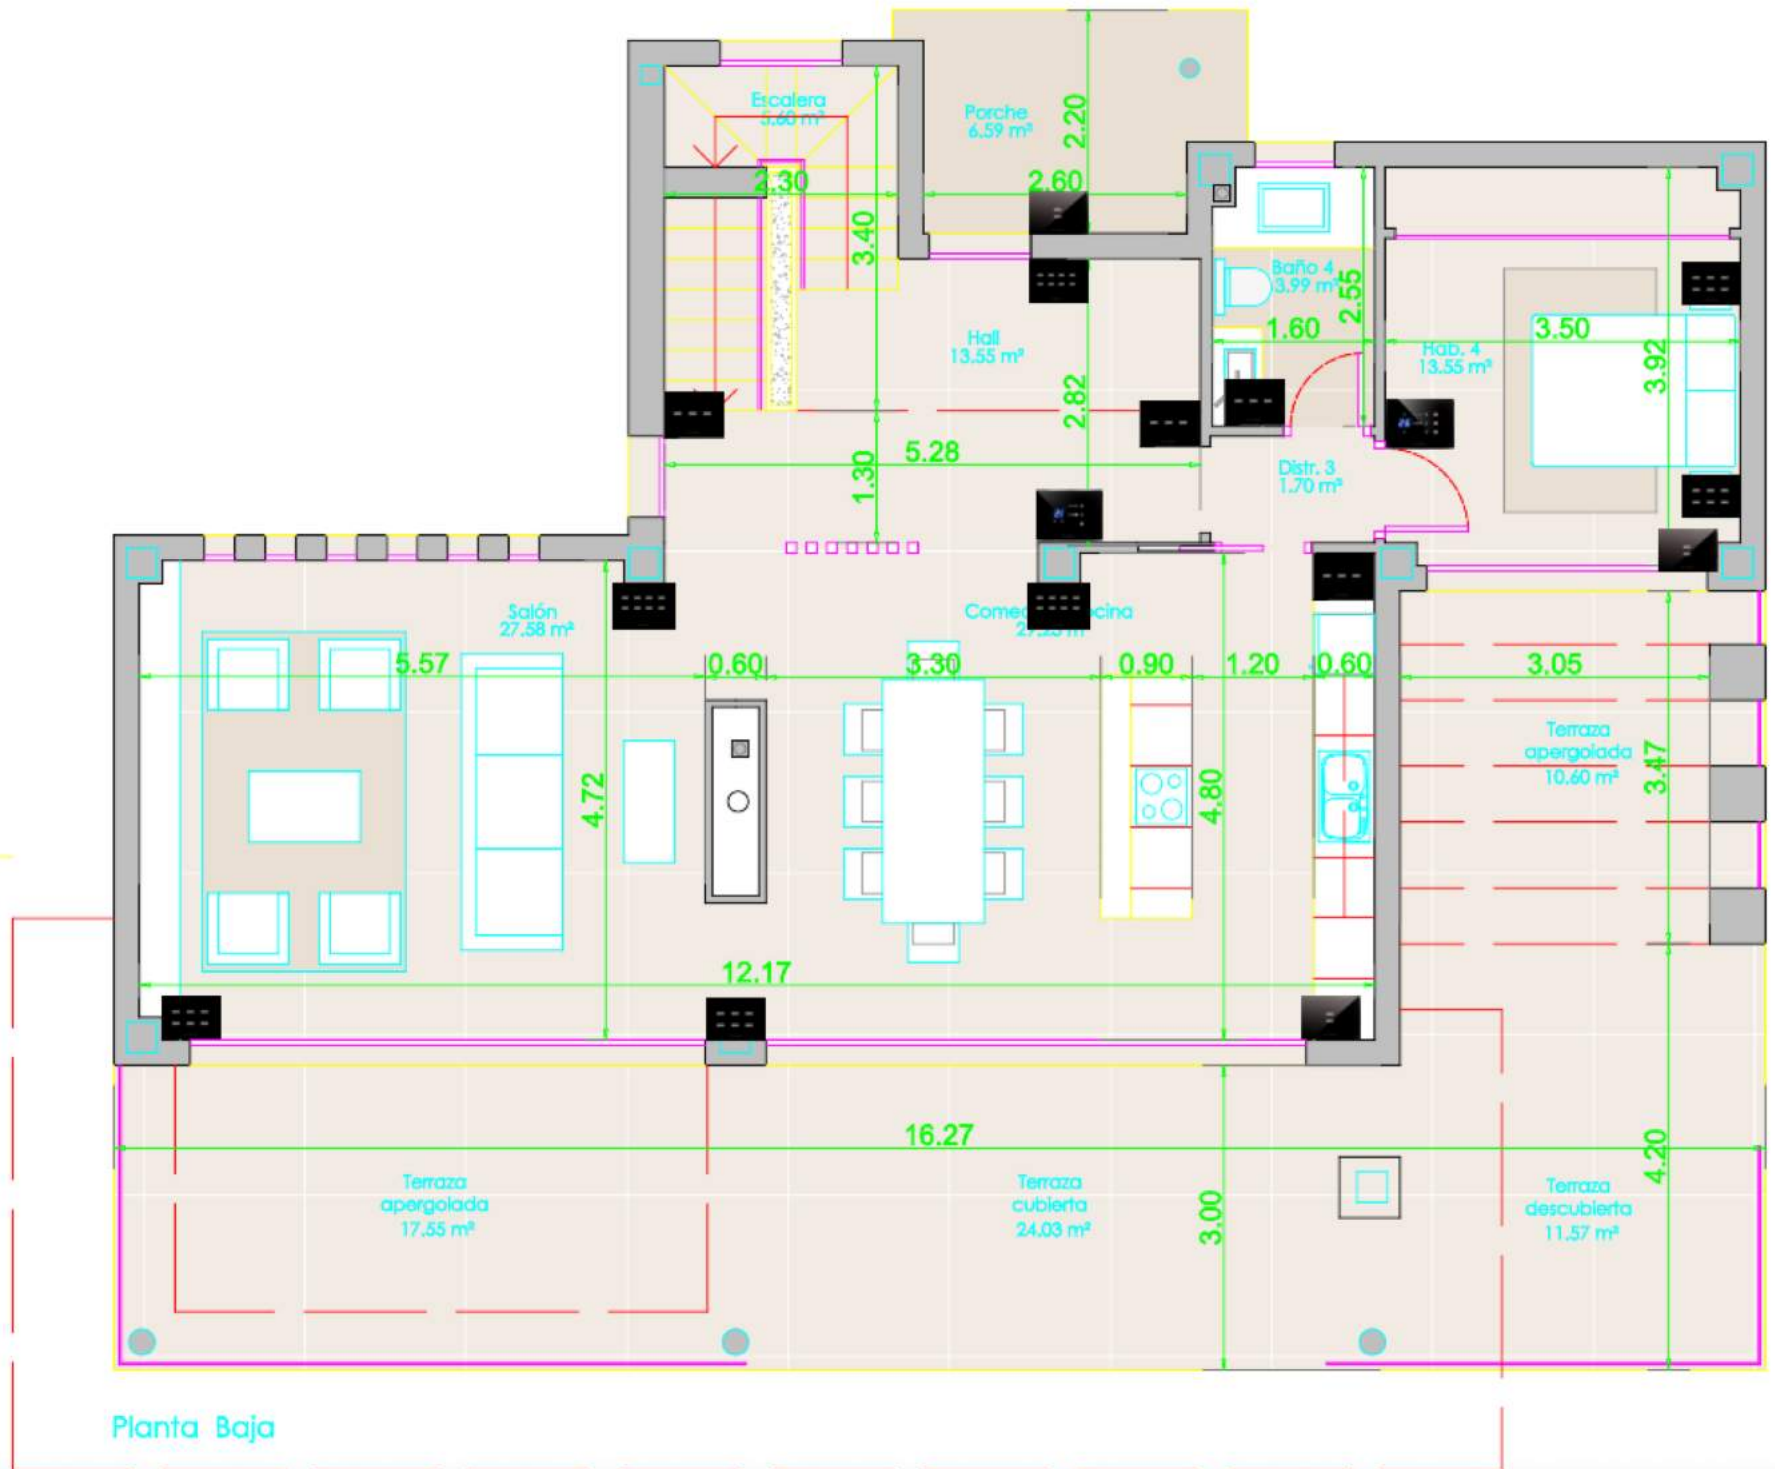 Escalera
5.60 m²
Porche
6.59 m²
2.20
2.30
2.60
3.40
Baño 4
3.99 m²
2.55
1.60
Hall
13.55 m²
3.50
Hab. 4
13.55 m²
3.92
2.82
5.28
1.30
Distr. 3
1.70 m²
26
Salón
27.58 m²
5.57
0.60
3.30
0.90
1.20
0.60
3.05
4.72
4.80
Terraza
apergolada
10.60 m²
3.47
12.17
16.27
4.20
3.00
Terraza
apergolada
17.55 m²
Terraza
cubierta
24.03 m²
Terraza
descubierta
11.57 m²
Planta Baja